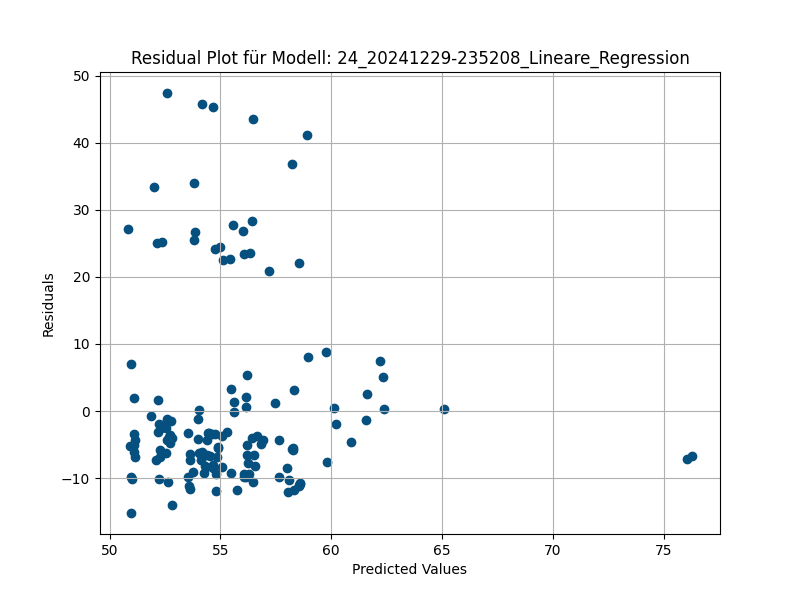 Residual Plot für Modell: 24_20241229-235208_Lineare_Regression
50
40
30
20
10
0
−10
Residuals
50 55 60 65 70 75
Predicted Values